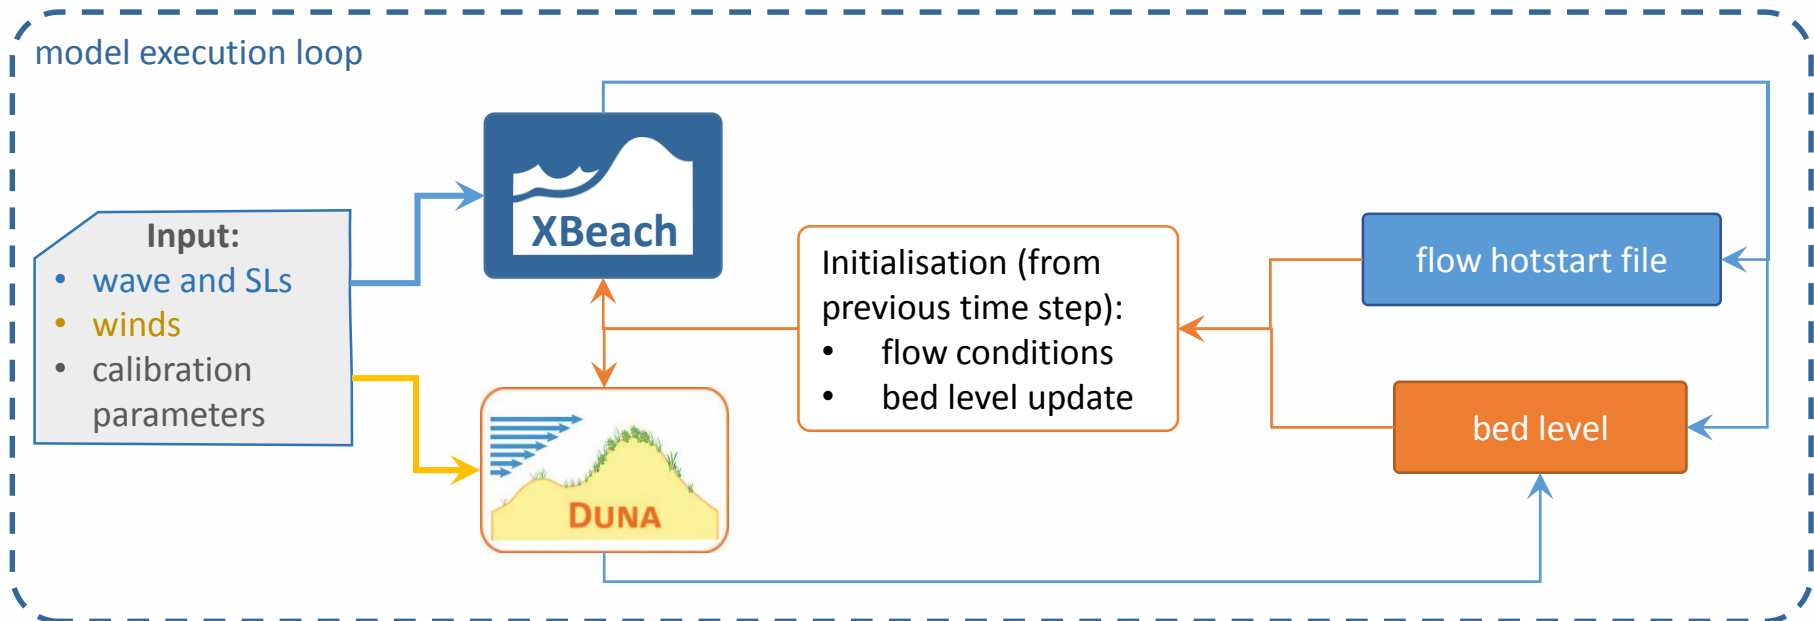 model execution loop
XBeach
Input:
• wave and SLs
• winds
• calibration
parameters
DUNA
Initialisation (from
previous time step):
• flow conditions
• bed level update
flow hotstart file
bed level